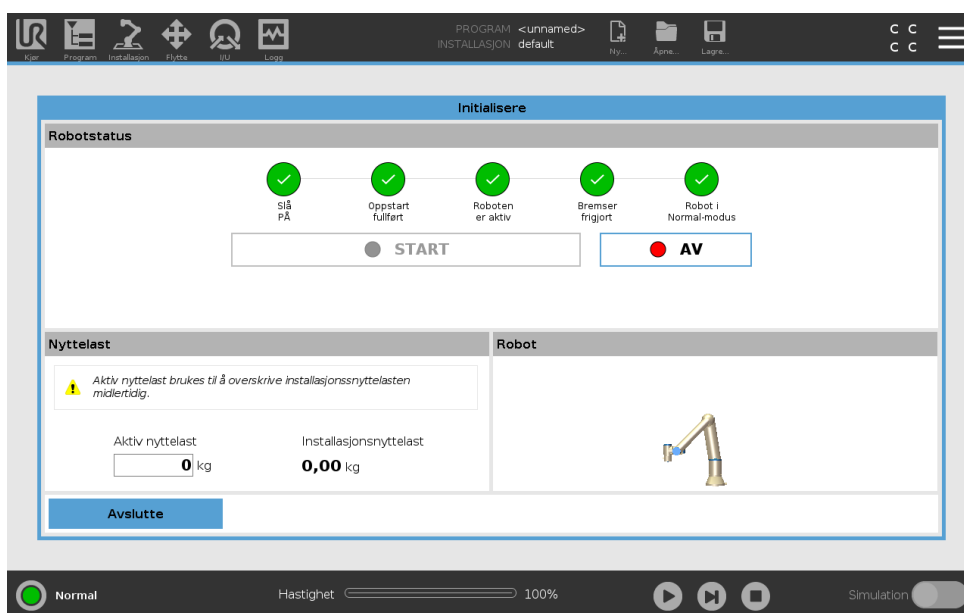 PROGRAM <unnamed>
INSTALLASJON default
C C
C C
Kjør
Program
Installasjon
Flytte
I/U
Logg
Ny...
Åpne...
Lagre...
Initialisere
Robotstatus
Slå
PÅ
Oppstart
fullført
Roboten
er aktiv
Bremser
frigjort
Robot i
Normal-modus
START
AV
Nyttelast
Robot
Aktiv nyttelast brukes til å overskrive installasjonssnyttelasten
midlertidig.
Aktiv nyttelast
Installasjonsnyttelast
0 kg
0,00 kg
Avslutte
Normal
Hastighet
100%
Simulation